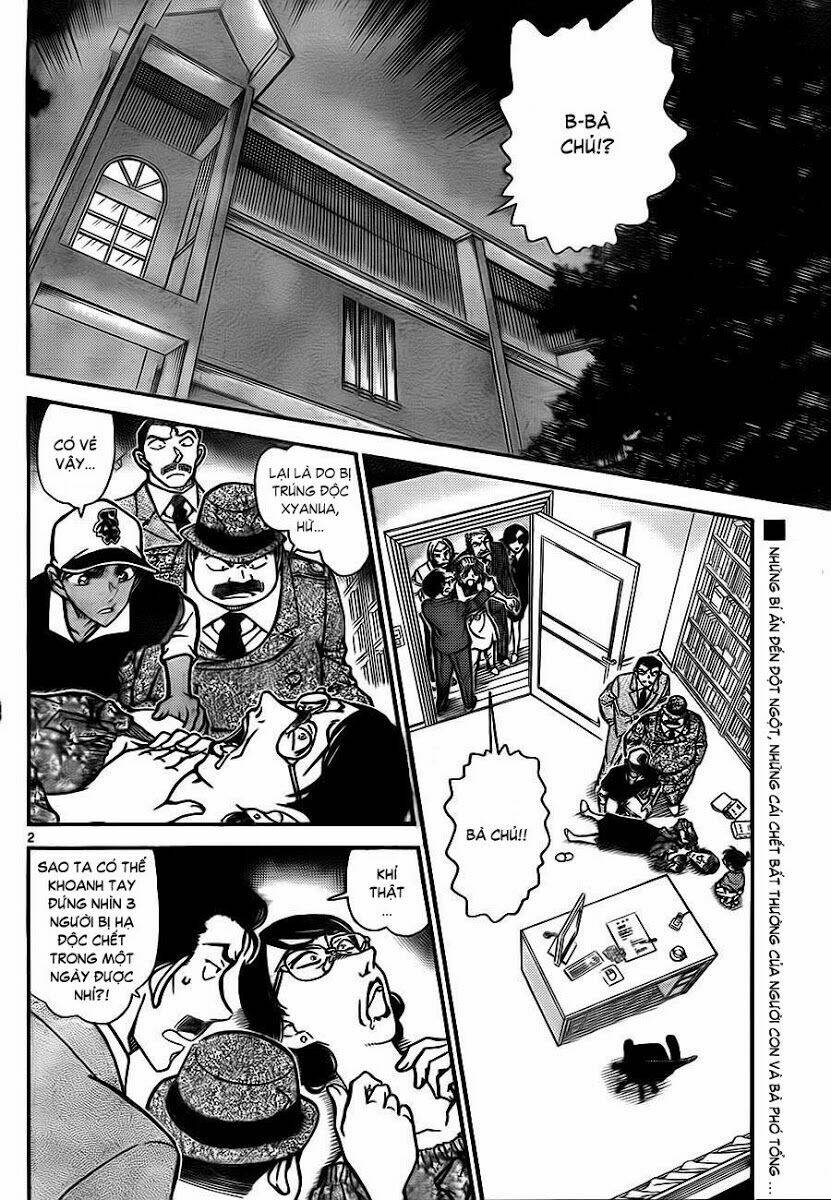 B-BÀ
CHỦ!?
CÓ VẺ
VẬY...
LẠI LÀ DO BỊ
TRÚNG ĐỘC
XYANUA,
HỬ...
BÀ CHỦ!!
NHỮNG BÍ ẨN ĐẾN ĐỘT NGỘT, NHỮNG CÁI CHẾT BẤT THƯỜNG CỦA NGƯỜI CON VÀ BÀ PHÓ TỔNG ...
2
SAO TA CÓ THỂ
KHOANH TAY
ĐỨNG NHÌN 3
NGƯỜI BỊ HẠ
ĐỘC CHẾT
TRONG MỘT
NGÀY ĐƯỢC
NHỈ?!
KHỈ
THẬT...